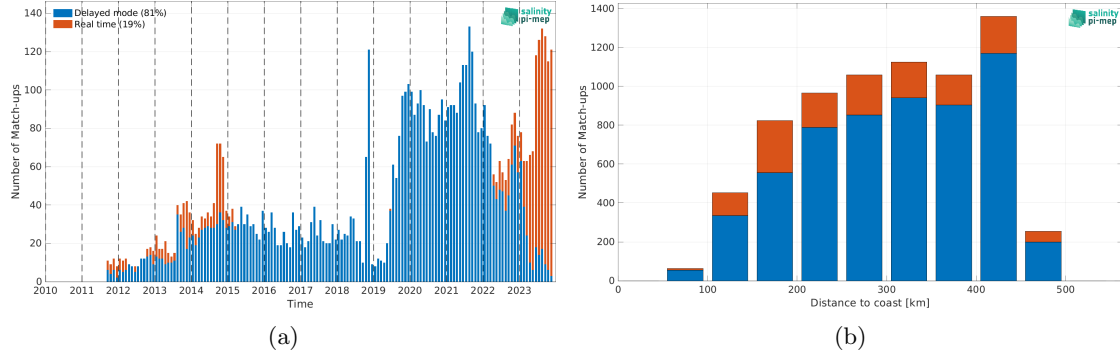 Delayed mode (81%)
Real time (19%)
salinity
pi-mep
Number of Match-ups
140
120
100
80
60
40
20
0
2010 2011 2012 2013 2014 2015 2016 2017 2018 2019 2020 2021 2022 2023
Time
(a)
salinity
pi-mep
Number of Match-ups
1400
1200
1000
800
600
400
200
0
0 100 200 300 400 500
Distance to coast [km]
(b)